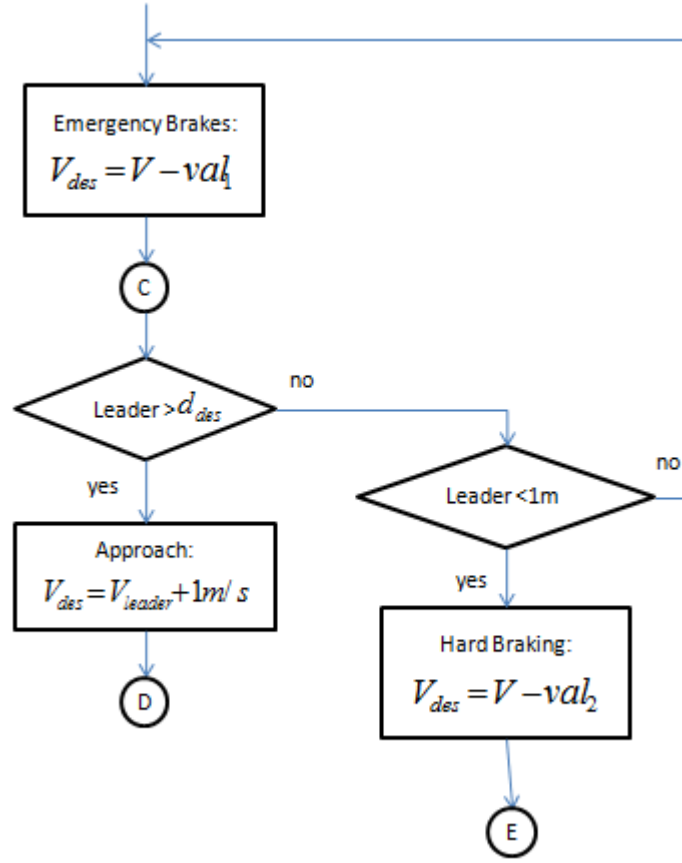 Emergency Brakes:
V_des = V − val_1
C
Leader > d_des
no
yes
Leader <1m
no
Approach:
V_des = V_leader + 1m/s
yes
Hard Braking:
V_des = V − val_2
D
E